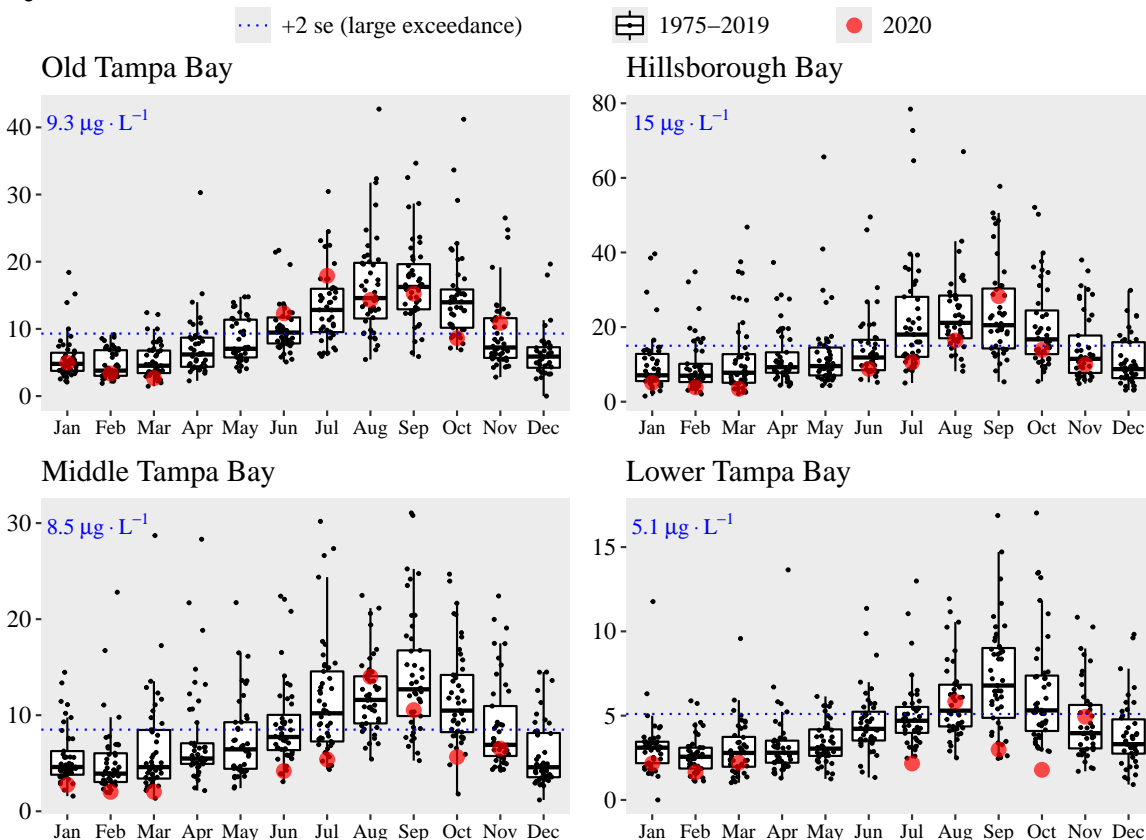 +2 se (large exceedance) 1975–2019 2020
Old Tampa Bay
9.3 µg · L⁻¹
40
30
20
10
0
Jan Feb Mar Apr May Jun Jul Aug Sep Oct Nov Dec
Hillsborough Bay
15 µg · L⁻¹
80
60
40
20
0
Jan Feb Mar Apr May Jun Jul Aug Sep Oct Nov Dec
Middle Tampa Bay
8.5 µg · L⁻¹
30
20
10
0
Jan Feb Mar Apr May Jun Jul Aug Sep Oct Nov Dec
Lower Tampa Bay
5.1 µg · L⁻¹
15
10
5
0
Jan Feb Mar Apr May Jun Jul Aug Sep Oct Nov Dec